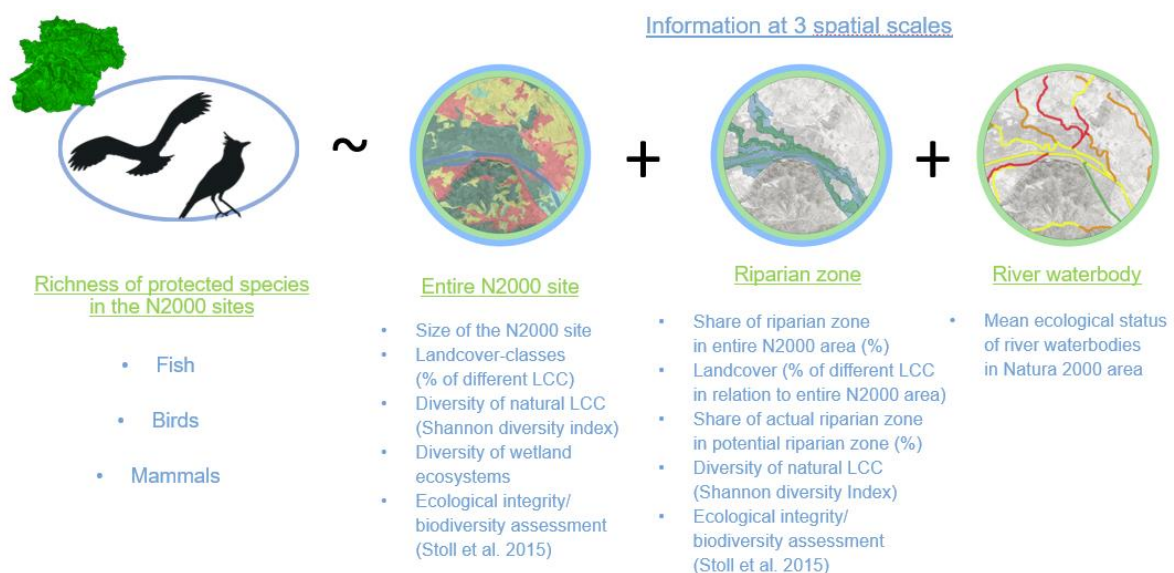 Information at 3 spatial scales
~
+
+
Richness of protected species
in the N2000 sites
• Fish
• Birds
• Mammals
Entire N2000 site
• Size of the N2000 site
• Landcover-classes
(% of different LCC)
• Diversity of natural LCC
(Shannon diversity index)
• Diversity of wetland
ecosystems
• Ecological integrity/
biodiversity assessment
(Stoll et al. 2015)
Riparian zone
• Share of riparian zone
in entire N2000 area (%)
• Landcover (% of different LCC
in relation to entire N2000 area)
• Share of actual riparian zone
in potential riparian zone (%)
• Diversity of natural LCC
(Shannon diversity Index)
• Ecological integrity/
biodiversity assessment
(Stoll et al. 2015)
River waterbody
• Mean ecological status
of river waterbodies
in Natura 2000 area